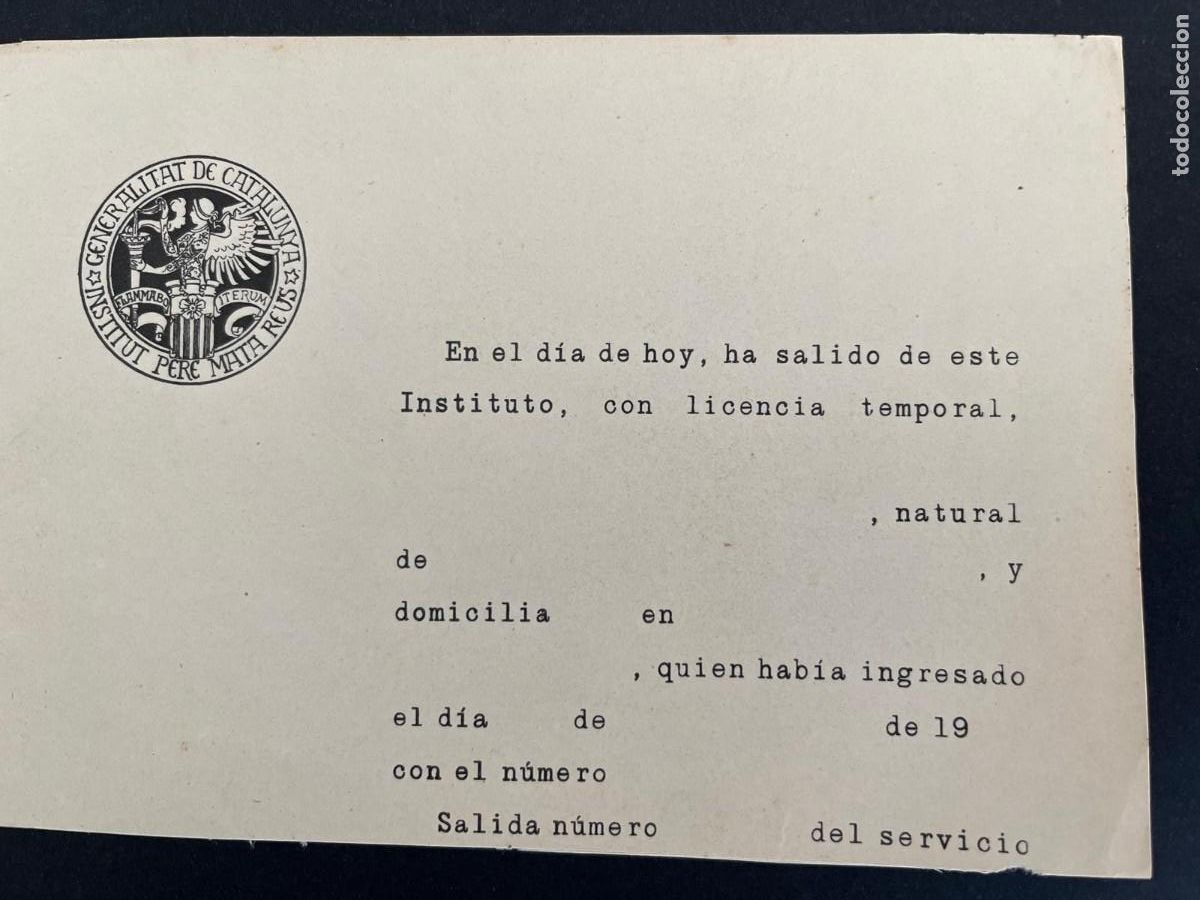 GENERALITAT DE CATALUNYA
INSTITUT PERE MATA REUS
FLAMMABO ITERUM
En el día de hoy, ha salido de este
Instituto, con licencia temporal,
, natural
de , y
domicilia en
, quien había ingresado
el día de de 19
con el número
Salida número del servicio
todocoleccion